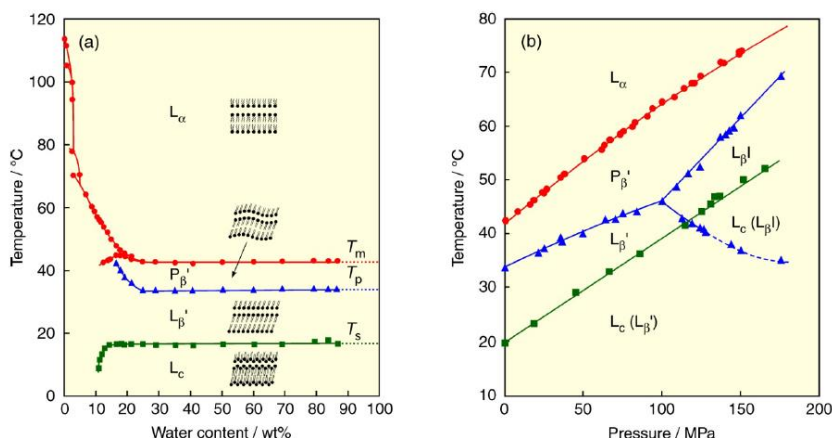 (a)
Temperature / °C
120
100
80
60
40
20
0
Lα
Pβ'
Lβ'
Lc
Tm
Tp
Ts
0 10 20 30 40 50 60 70 80 90 100
Water content / wt%
(b)
Temperature / °C
80
70
60
50
40
30
20
10
Lα
Pβ'
LβI
Lβ'
Lc (LβI)
Lc (Lβ')
0 50 100 150 200
Pressure / MPa